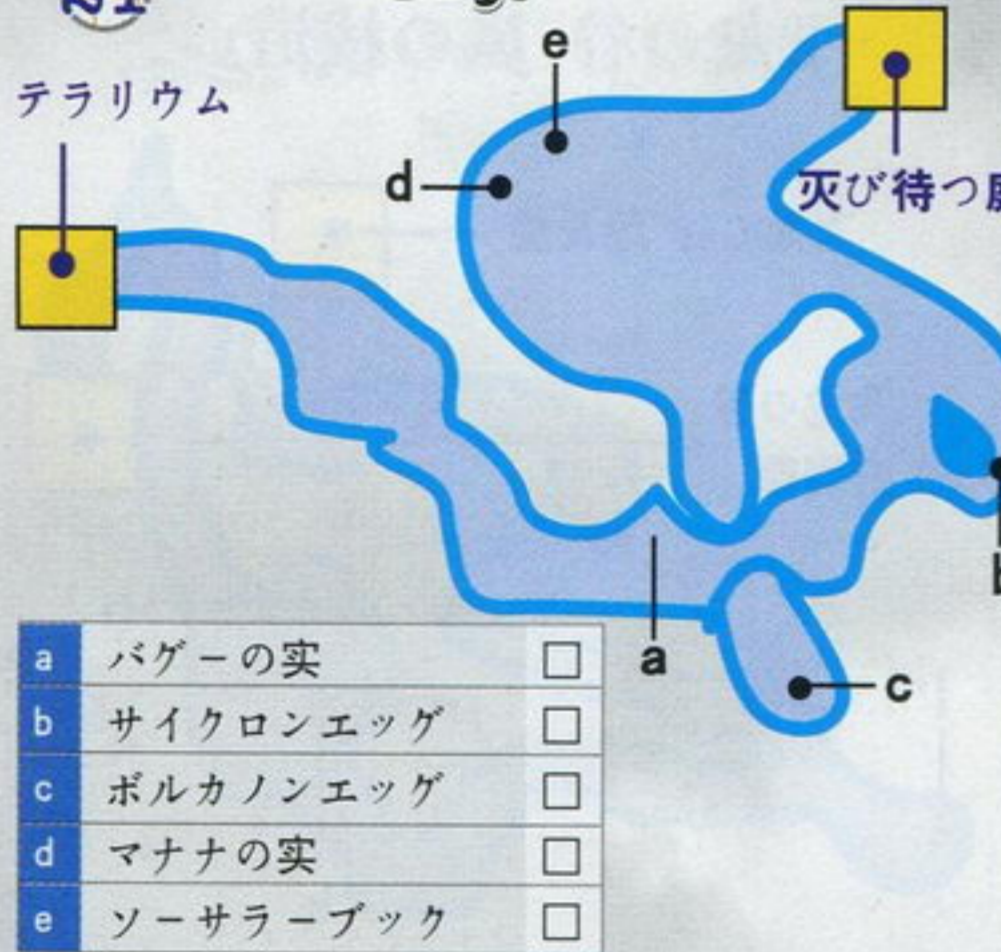 e
テラリウム
d
滅び待つ
b
a
c
a バグーの実 □
b サイクロンエッグ □
c ボルカノンエッグ □
d マナナの実 □
e ソーサラーブック □